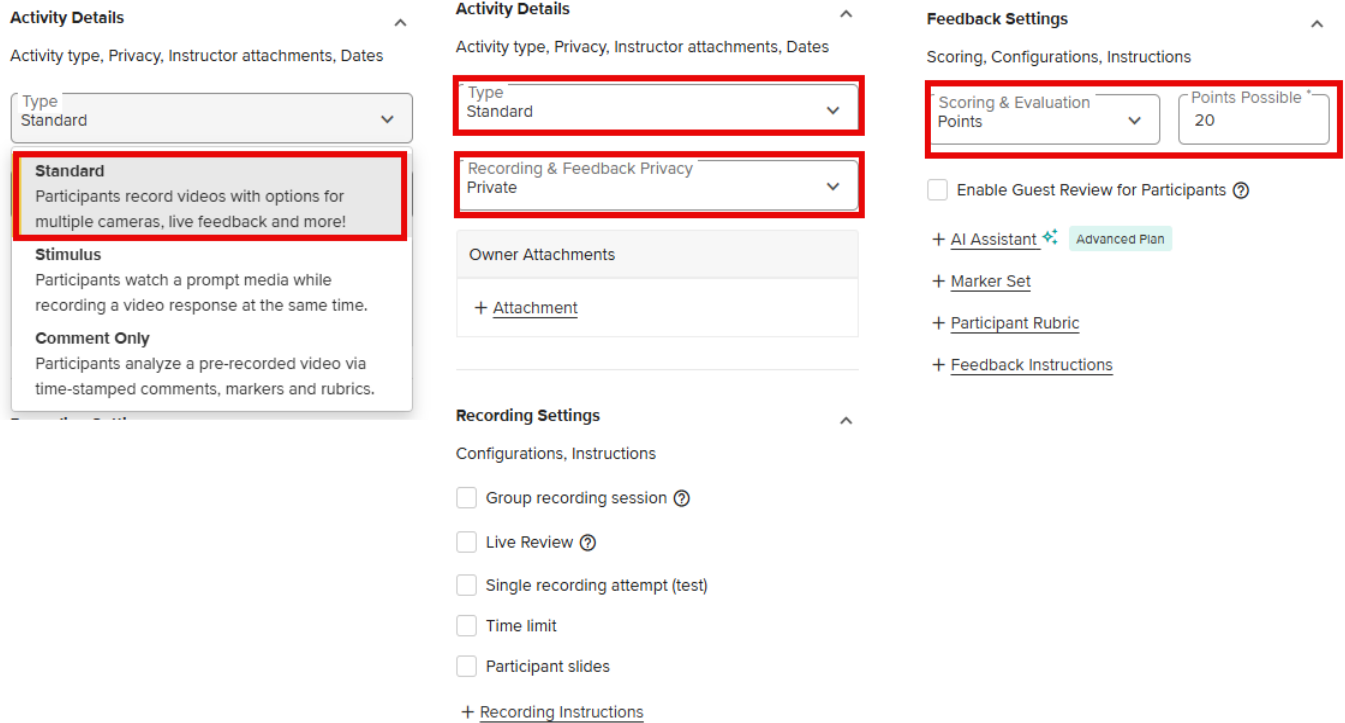 Activity Details
Activity type, Privacy, Instructor attachments, Dates
Type
Standard
Standard
Participants record videos with options for
multiple cameras, live feedback and more!
Stimulus
Participants watch a prompt media while
recording a video response at the same time.
Comment Only
Participants analyze a pre-recorded video via
time-stamped comments, markers and rubrics.
Activity Details
Activity type, Privacy, Instructor attachments, Dates
Type
Standard
Recording & Feedback Privacy
Private
Owner Attachments
+ Attachment
Recording Settings
Configurations, Instructions
Group recording session ?
Live Review ?
Single recording attempt (test)
Time limit
Participant slides
+ Recording Instructions
Feedback Settings
Scoring, Configurations, Instructions
Scoring & Evaluation
Points
Points Possible *
20
Enable Guest Review for Participants ?
+ AI Assistant Advanced Plan
+ Marker Set
+ Participant Rubric
+ Feedback Instructions